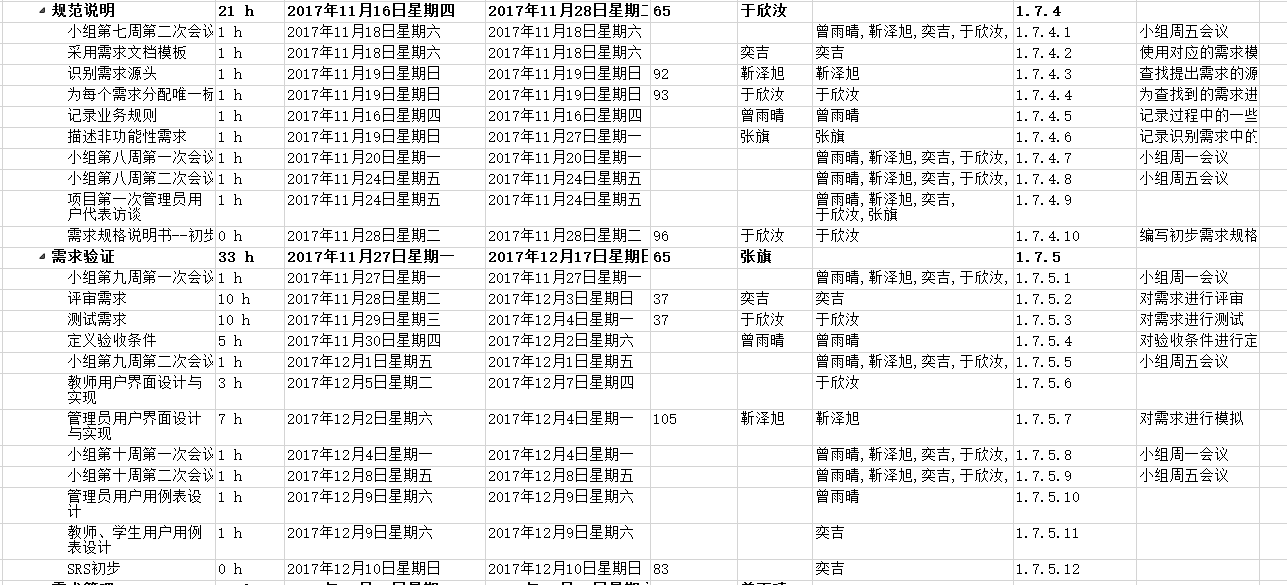 规范说明 21 h 2017年11月16日星期四 2017年11月28日星期二 65 于欣汝 1.7.4
小组第七周第二次会议 1 h 2017年11月18日星期六 2017年11月18日星期六 曾雨晴,靳泽旭,奕吉,于欣汝, 1.7.4.1 小组周五会议
采用需求文档模板 1 h 2017年11月18日星期六 2017年11月18日星期六 奕吉 奕吉 1.7.4.2 使用对应的需求模
识别需求源头 1 h 2017年11月19日星期日 2017年11月19日星期日 92 靳泽旭 靳泽旭 1.7.4.3 查找提出需求的源
为每个需求分配唯一标 1 h 2017年11月19日星期日 2017年11月19日星期日 93 于欣汝 于欣汝 1.7.4.4 为查找到的需求进
记录业务规则 1 h 2017年11月16日星期四 2017年11月16日星期四 曾雨晴 曾雨晴 1.7.4.5 记录过程中的一些
描述非功能性需求 1 h 2017年11月19日星期日 2017年11月27日星期一 张旗 张旗 1.7.4.6 记录识别需求中的
小组第八周第一次会议 1 h 2017年11月20日星期一 2017年11月20日星期一 曾雨晴,靳泽旭,奕吉,于欣汝, 1.7.4.7 小组周一会议
小组第八周第二次会议 1 h 2017年11月24日星期五 2017年11月24日星期五 曾雨晴,靳泽旭,奕吉,于欣汝, 1.7.4.8 小组周五会议
项目第一次管理员用 1 h 2017年11月24日星期五 2017年11月24日星期五 曾雨晴,靳泽旭,奕吉, 1.7.4.9
户代表访谈 于欣汝,张旗
需求规格说明书--初步 0 h 2017年11月28日星期二 2017年11月28日星期二 96 于欣汝 于欣汝 1.7.4.10 编写初步需求规格
需求验证 33 h 2017年11月27日星期一 2017年12月17日星期日 65 张旗 1.7.5
小组第九周第一次会议 1 h 2017年11月27日星期一 2017年11月27日星期一 曾雨晴,靳泽旭,奕吉,于欣汝, 1.7.5.1 小组周一会议
评审需求 10 h 2017年11月28日星期二 2017年12月3日星期日 37 奕吉 奕吉 1.7.5.2 对需求进行评审
测试需求 10 h 2017年11月29日星期三 2017年12月4日星期一 37 于欣汝 于欣汝 1.7.5.3 对需求进行测试
定义验收条件 5 h 2017年11月30日星期四 2017年12月2日星期六 曾雨晴 曾雨晴 1.7.5.4 对验收条件进行定
小组第九周第二次会议 1 h 2017年12月1日星期五 2017年12月1日星期五 曾雨晴,靳泽旭,奕吉,于欣汝, 1.7.5.5 小组周五会议
教师用户界面设计与 3 h 2017年12月5日星期二 2017年12月7日星期四 于欣汝 1.7.5.6
实现
管理员用户界面设计 7 h 2017年12月2日星期六 2017年12月4日星期一 105 靳泽旭 靳泽旭 1.7.5.7 对需求进行模拟
与实现
小组第十周第一次会议 1 h 2017年12月4日星期一 2017年12月4日星期一 曾雨晴,靳泽旭,奕吉,于欣汝, 1.7.5.8 小组周一会议
小组第十周第二次会议 1 h 2017年12月8日星期五 2017年12月8日星期五 曾雨晴,靳泽旭,奕吉,于欣汝, 1.7.5.9 小组周五会议
管理员用户用例表设 1 h 2017年12月9日星期六 2017年12月9日星期六 曾雨晴 1.7.5.10
计
教师、学生用户用例 1 h 2017年12月9日星期六 2017年12月9日星期六 奕吉 1.7.5.11
表设计
SRS初步 0 h 2017年12月10日星期日 2017年12月10日星期日 83 奕吉 1.7.5.12